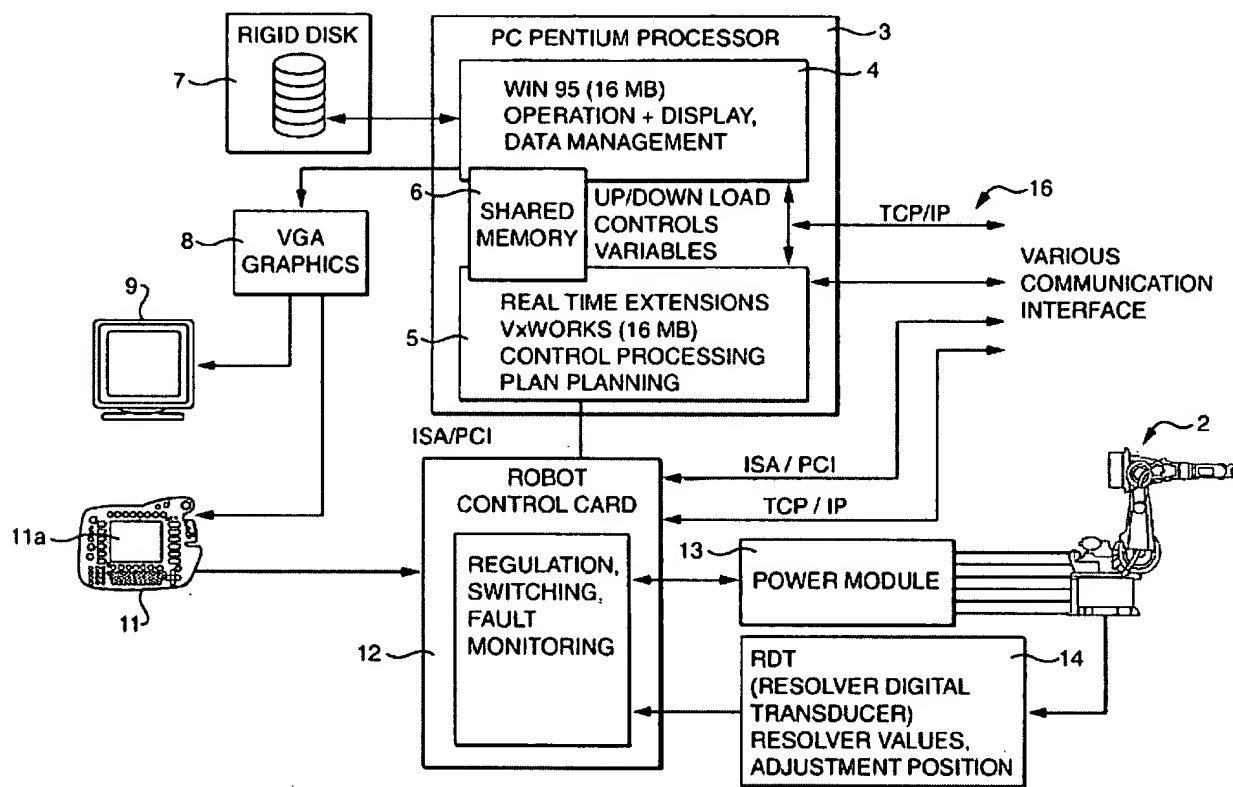 RIGID DISK
7
PC PENTIUM PROCESSOR
3
4
WIN 95 (16 MB)
OPERATION + DISPLAY,
DATA MANAGEMENT
6
SHARED
MEMORY
UP/DOWN LOAD
CONTROLS
VARIABLES
16
TCP/IP
8
VGA
GRAPHICS
VARIOUS
COMMUNICATION
INTERFACE
9
5
REAL TIME EXTENSIONS
VxWORKS (16 MB)
CONTROL PROCESSING
PLAN PLANNING
ISA/PCI
2
ROBOT
CONTROL CARD
ISA / PCI
TCP / IP
11a
11
12
REGULATION,
SWITCHING,
FAULT
MONITORING
13
POWER MODULE
14
RDT
(RESOLVER DIGITAL
TRANSDUCER)
RESOLVER VALUES,
ADJUSTMENT POSITION